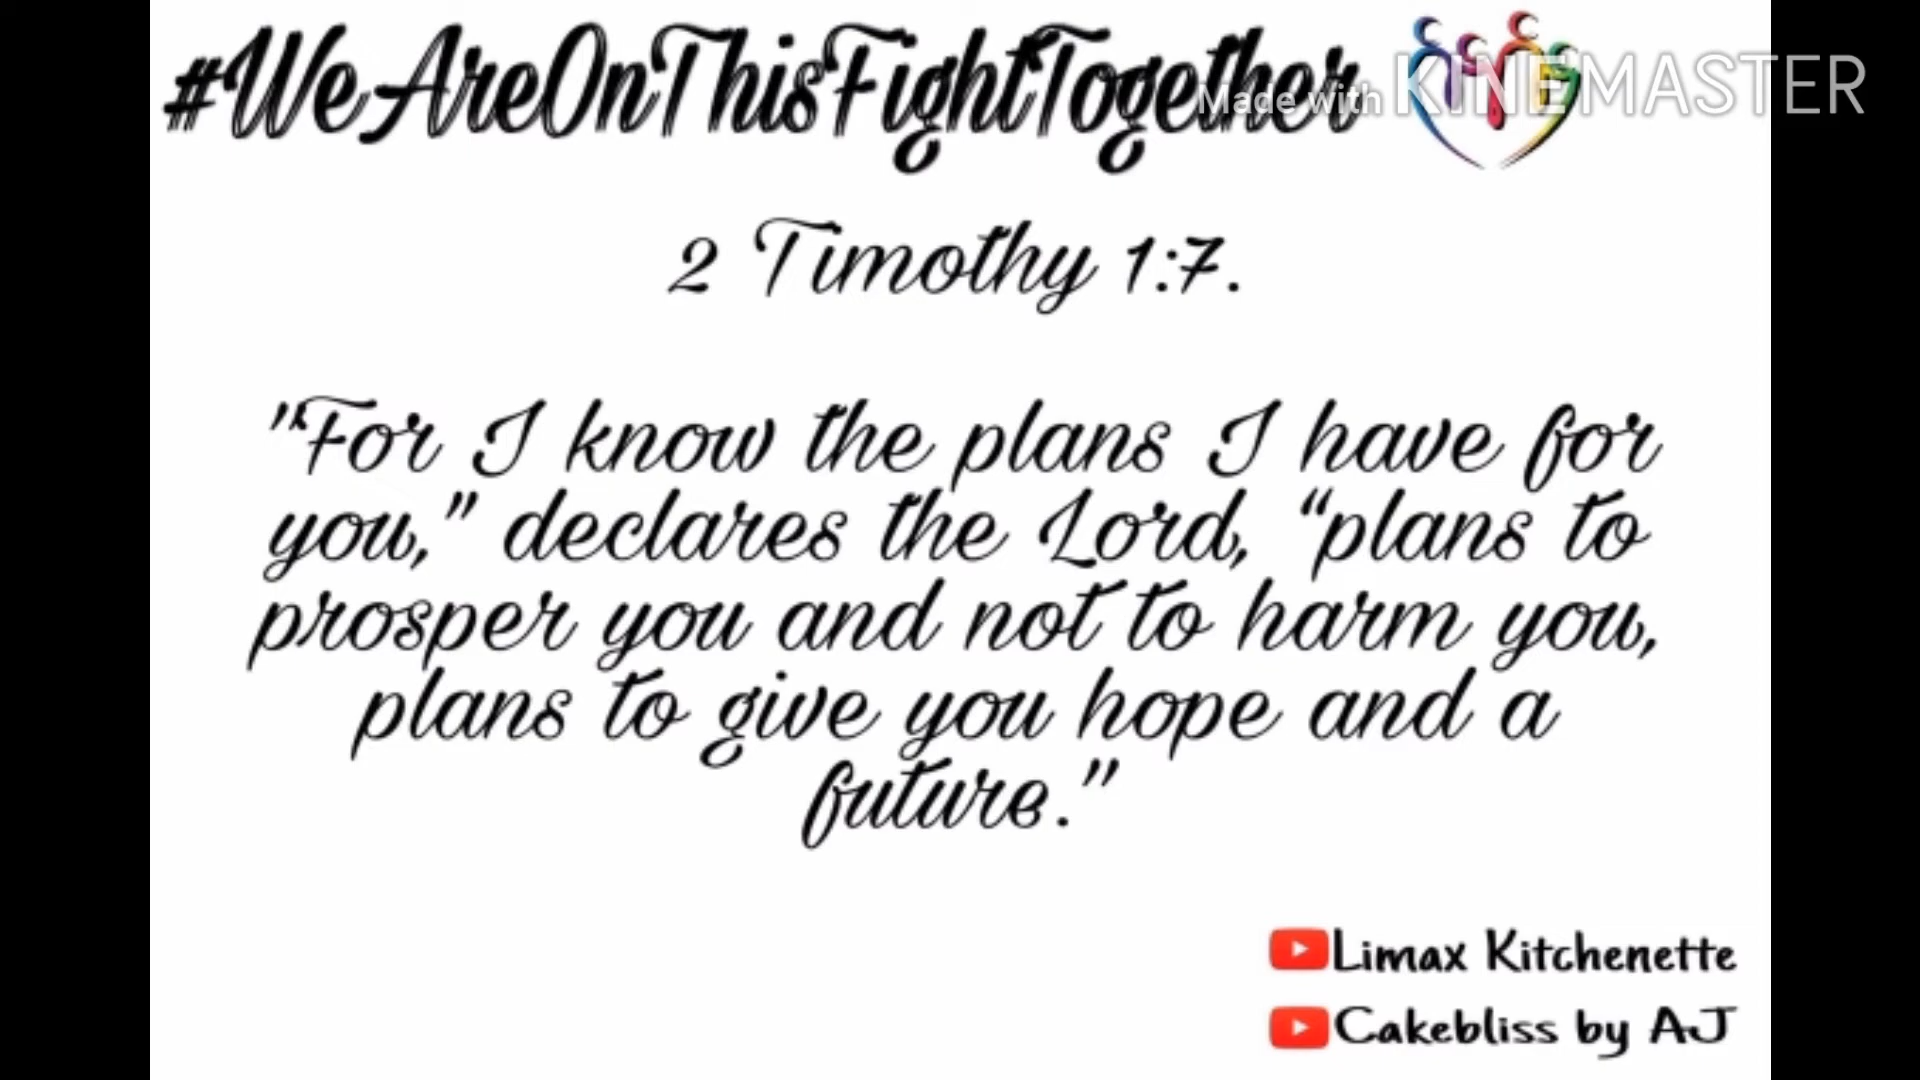 #WeAreOnThisFightTogether
Made with KINEMASTER
2 Timothy 1:7.
"For I know the plans I have for
you,” declares the Lord, “plans to
prosper you and not to harm you,
plans to give you hope and a
future."
Limax Kitchenette
Cakebliss by AJ